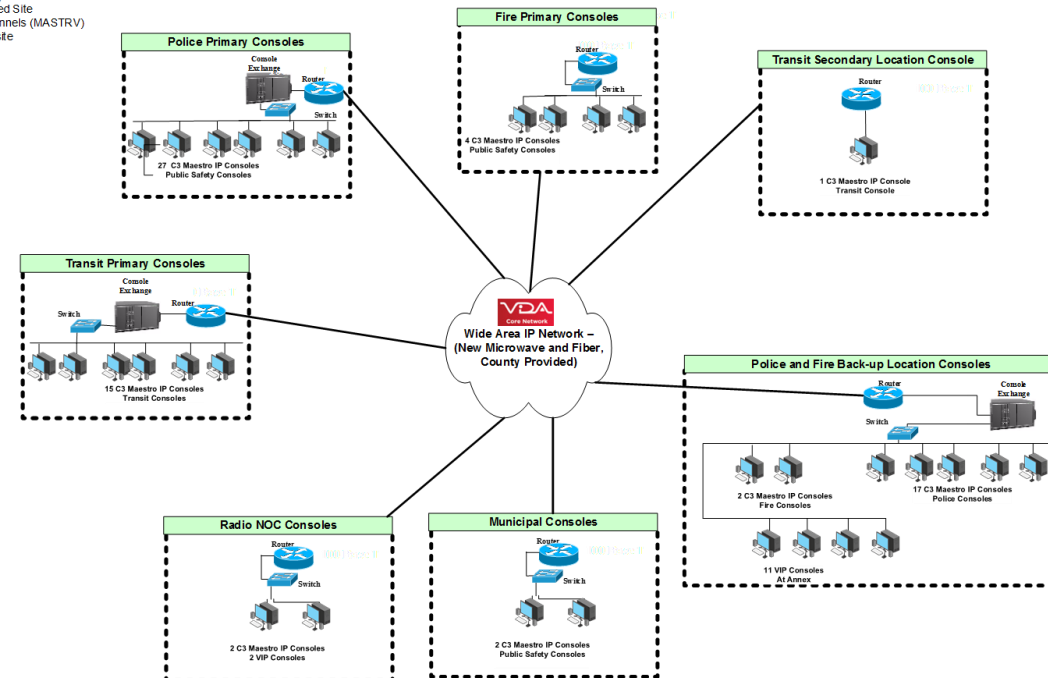 ed Site
nnels (MASTRV)
site
Police Primary Consoles
Console
Exchange
Router
Switch
27 C3 Maestro IP Consoles
Public Safety Consoles
Fire Primary Consoles
Router
Switch
4 C3 Maestro IP Consoles
Public Safety Consoles
Transit Secondary Location Console
Router
1 C3 Maestro IP Console
Transit Console
Transit Primary Consoles
Console
Exchange
Switch
Router
15 C3 Maestro IP Consoles
Transit Consoles
VIDA
Core Network
Wide Area IP Network –
(New Microwave and Fiber,
County Provided)
Police and Fire Back-up Location Consoles
Router
Console
Exchange
Switch
2 C3 Maestro IP Consoles
Fire Consoles
17 C3 Maestro IP Consoles
Police Consoles
11 VIP Consoles
At Annex
Radio NOC Consoles
Router
Switch
2 C3 Maestro IP Consoles
2 VIP Consoles
Municipal Consoles
Router
Switch
2 C3 Maestro IP Consoles
Public Safety Consoles